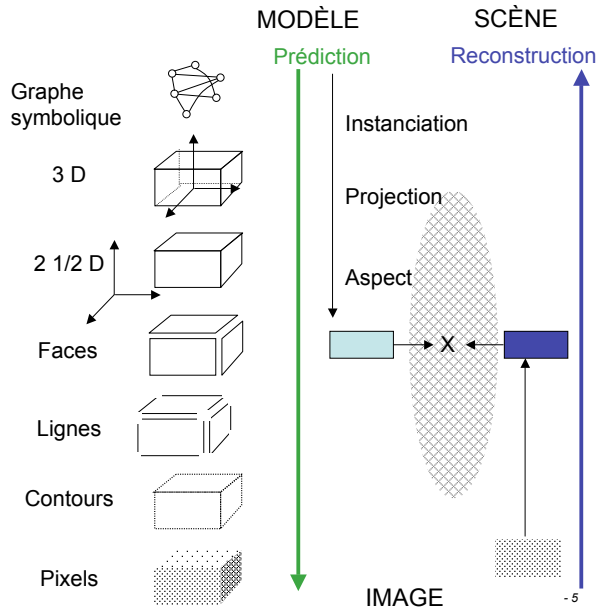 MODÈLE
SCÈNE
Prédiction
Reconstruction
Graphe
symbolique
Instanciation
3 D
Projection
2 1/2 D
Aspect
Faces
X
Lignes
Contours
Pixels
IMAGE
- 5